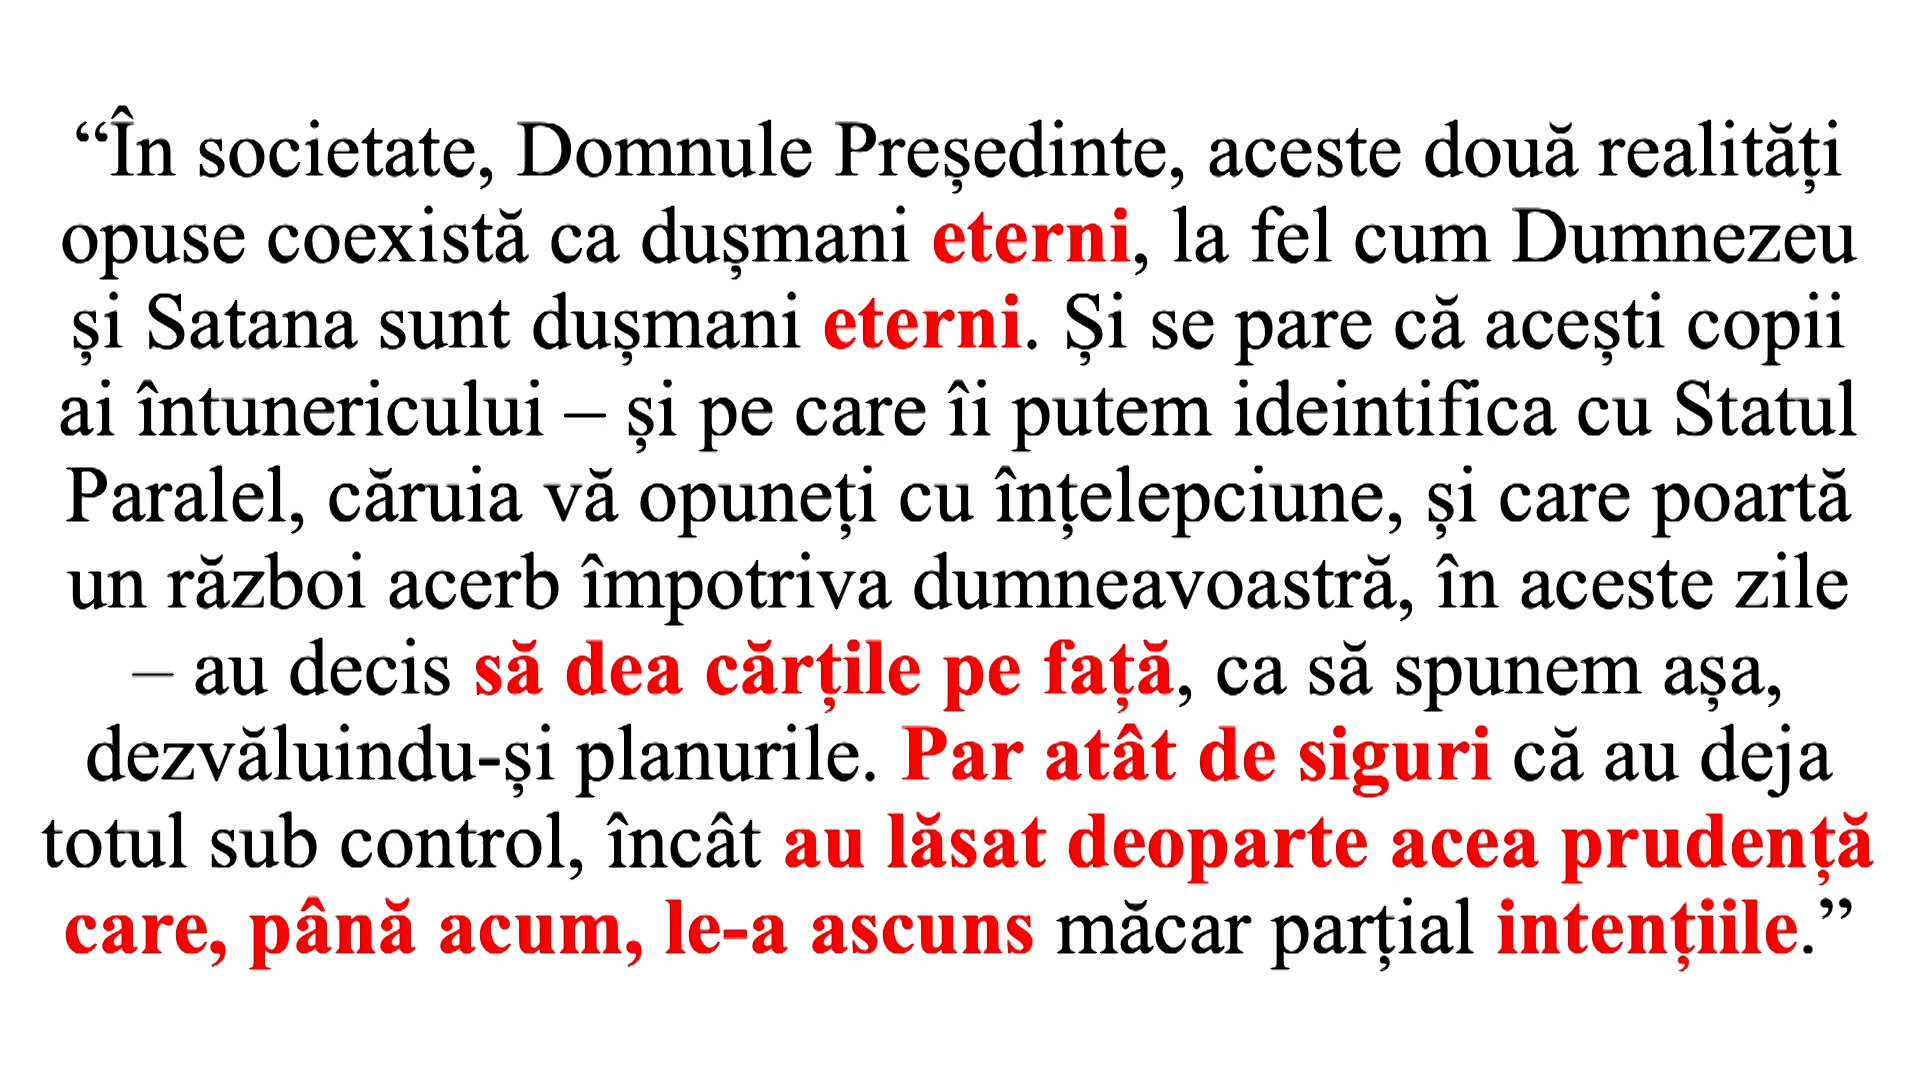 “În societate, Domnule Președinte, aceste două realități
opuse coexistă ca dușmani eterni, la fel cum Dumnezeu
și Satana sunt dușmani eterni. Și se pare că acești copii
ai întunericului – și pe care îi putem ideintifica cu Statul
Paralel, căruia vă opuneți cu înțelepciune, și care poartă
un război acerb împotriva dumneavoastră, în aceste zile
– au decis să dea cărțile pe față, ca să spunem așa,
dezvăluindu-și planurile. Par atât de siguri că au deja
totul sub control, încât au lăsat deoparte acea prudență
care, până acum, le-a ascuns măcar parțial intențiile.”